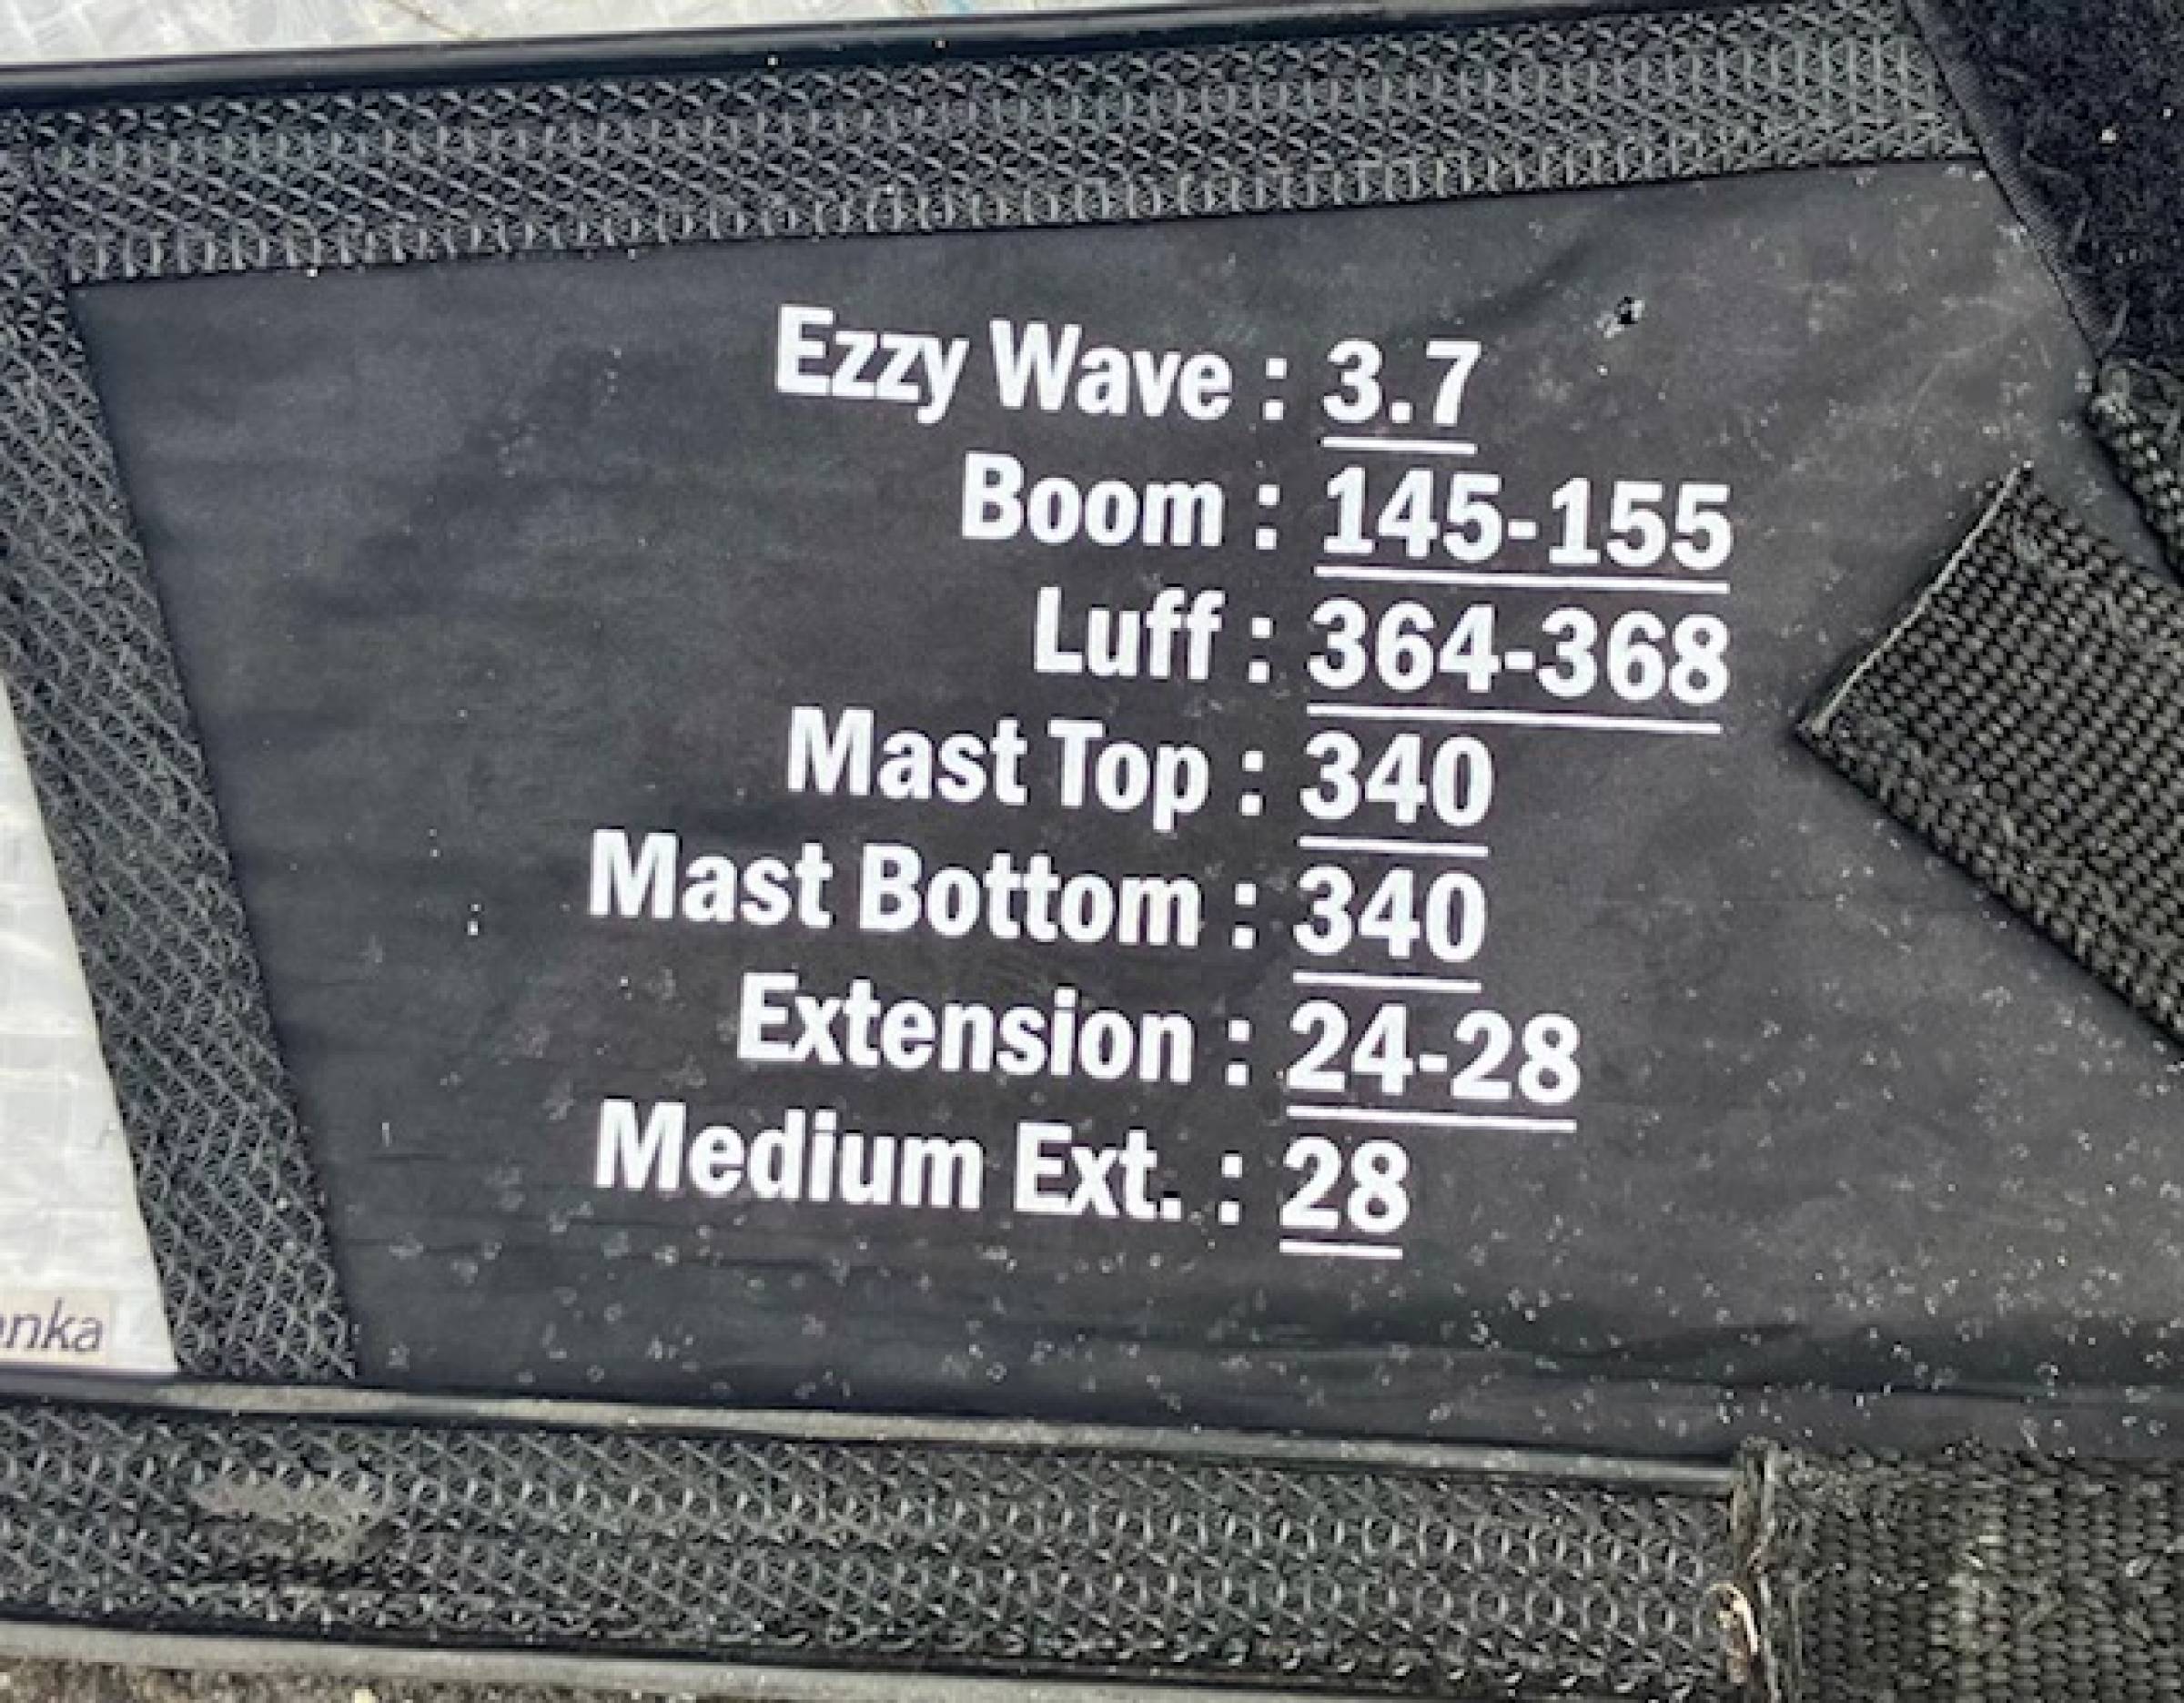 Ezzy Wave : 3.7
Boom : 145-155
Luff : 364-368
Mast Top : 340
Mast Bottom : 340
Extension : 24-28
Medium Ext. : 28